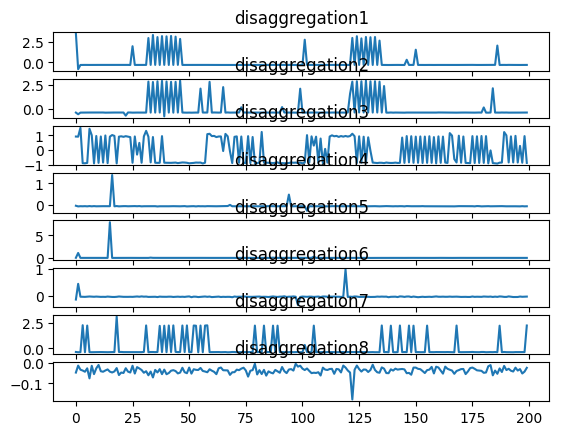 disaggregation1
2.5
0.0
disaggregation2
2.5
0.0
disaggregation3
1
0
−1
disaggregation4
1
0
disaggregation5
5
0
disaggregation6
1
0
disaggregation7
2.5
0.0
disaggregation8
0.0
−0.1
0 25 50 75 100 125 150 175 200